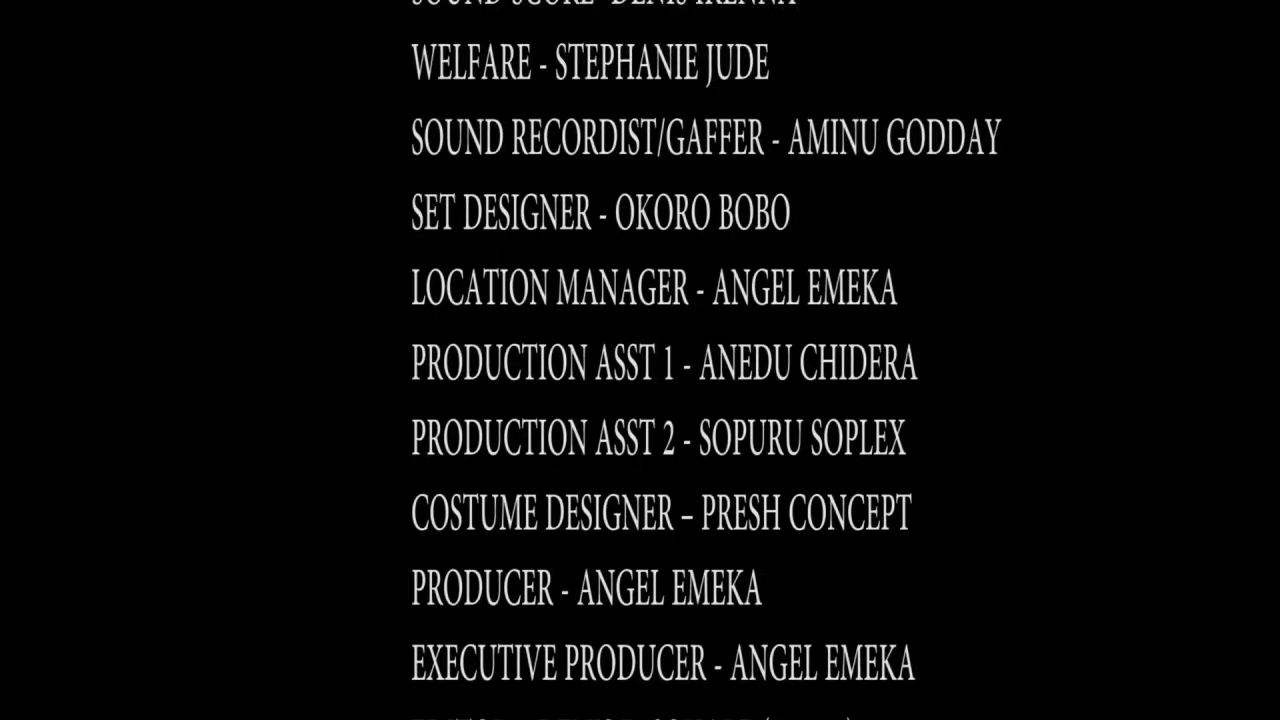 WELFARE - STEPHANIE JUDE
SOUND RECORDIST/GAFFER - AMINU GODDAY
SET DESIGNER - OKORO BOBO
LOCATION MANAGER - ANGEL EMEKA
PRODUCTION ASST 1 - ANEDU CHIDERA
PRODUCTION ASST 2 - SOPURU SOPLEX
COSTUME DESIGNER – PRESH CONCEPT
PRODUCER - ANGEL EMEKA
EXECUTIVE PRODUCER - ANGEL EMEKA